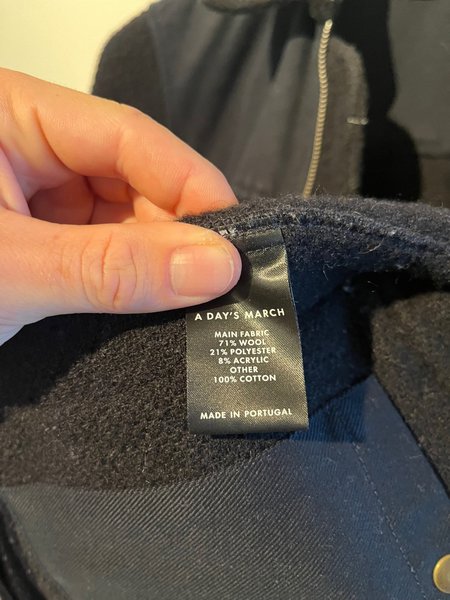 A DAY'S MARCH
MAIN FABRIC
71% WOOL
21% POLYESTER
8% ACRYLIC
OTHER
100% COTTON
MADE IN PORTUGAL